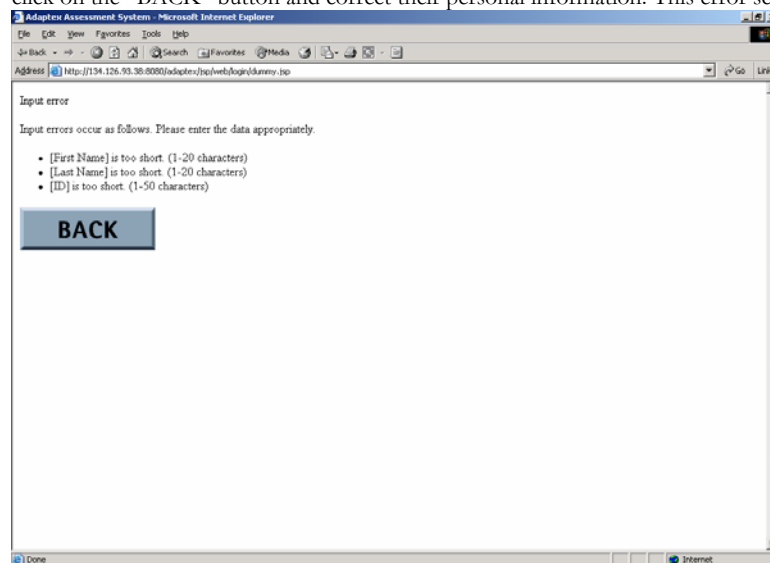 click on the "BACK" button and correct their personal information. This error sc
Adaptex Assessment System - Microsoft Internet Explorer
File Edit View Favorites Tools Help
Back Search Favorites Media
Address http://134.126.93.38:8080/adaptex/jsp/web/login/dummy.jsp Go Link
Input error
Input errors occur as follows. Please enter the data appropriately.
• [First Name] is too short. (1-20 characters)
• [Last Name] is too short. (1-20 characters)
• [ID] is too short. (1-50 characters)
BACK
Done Internet